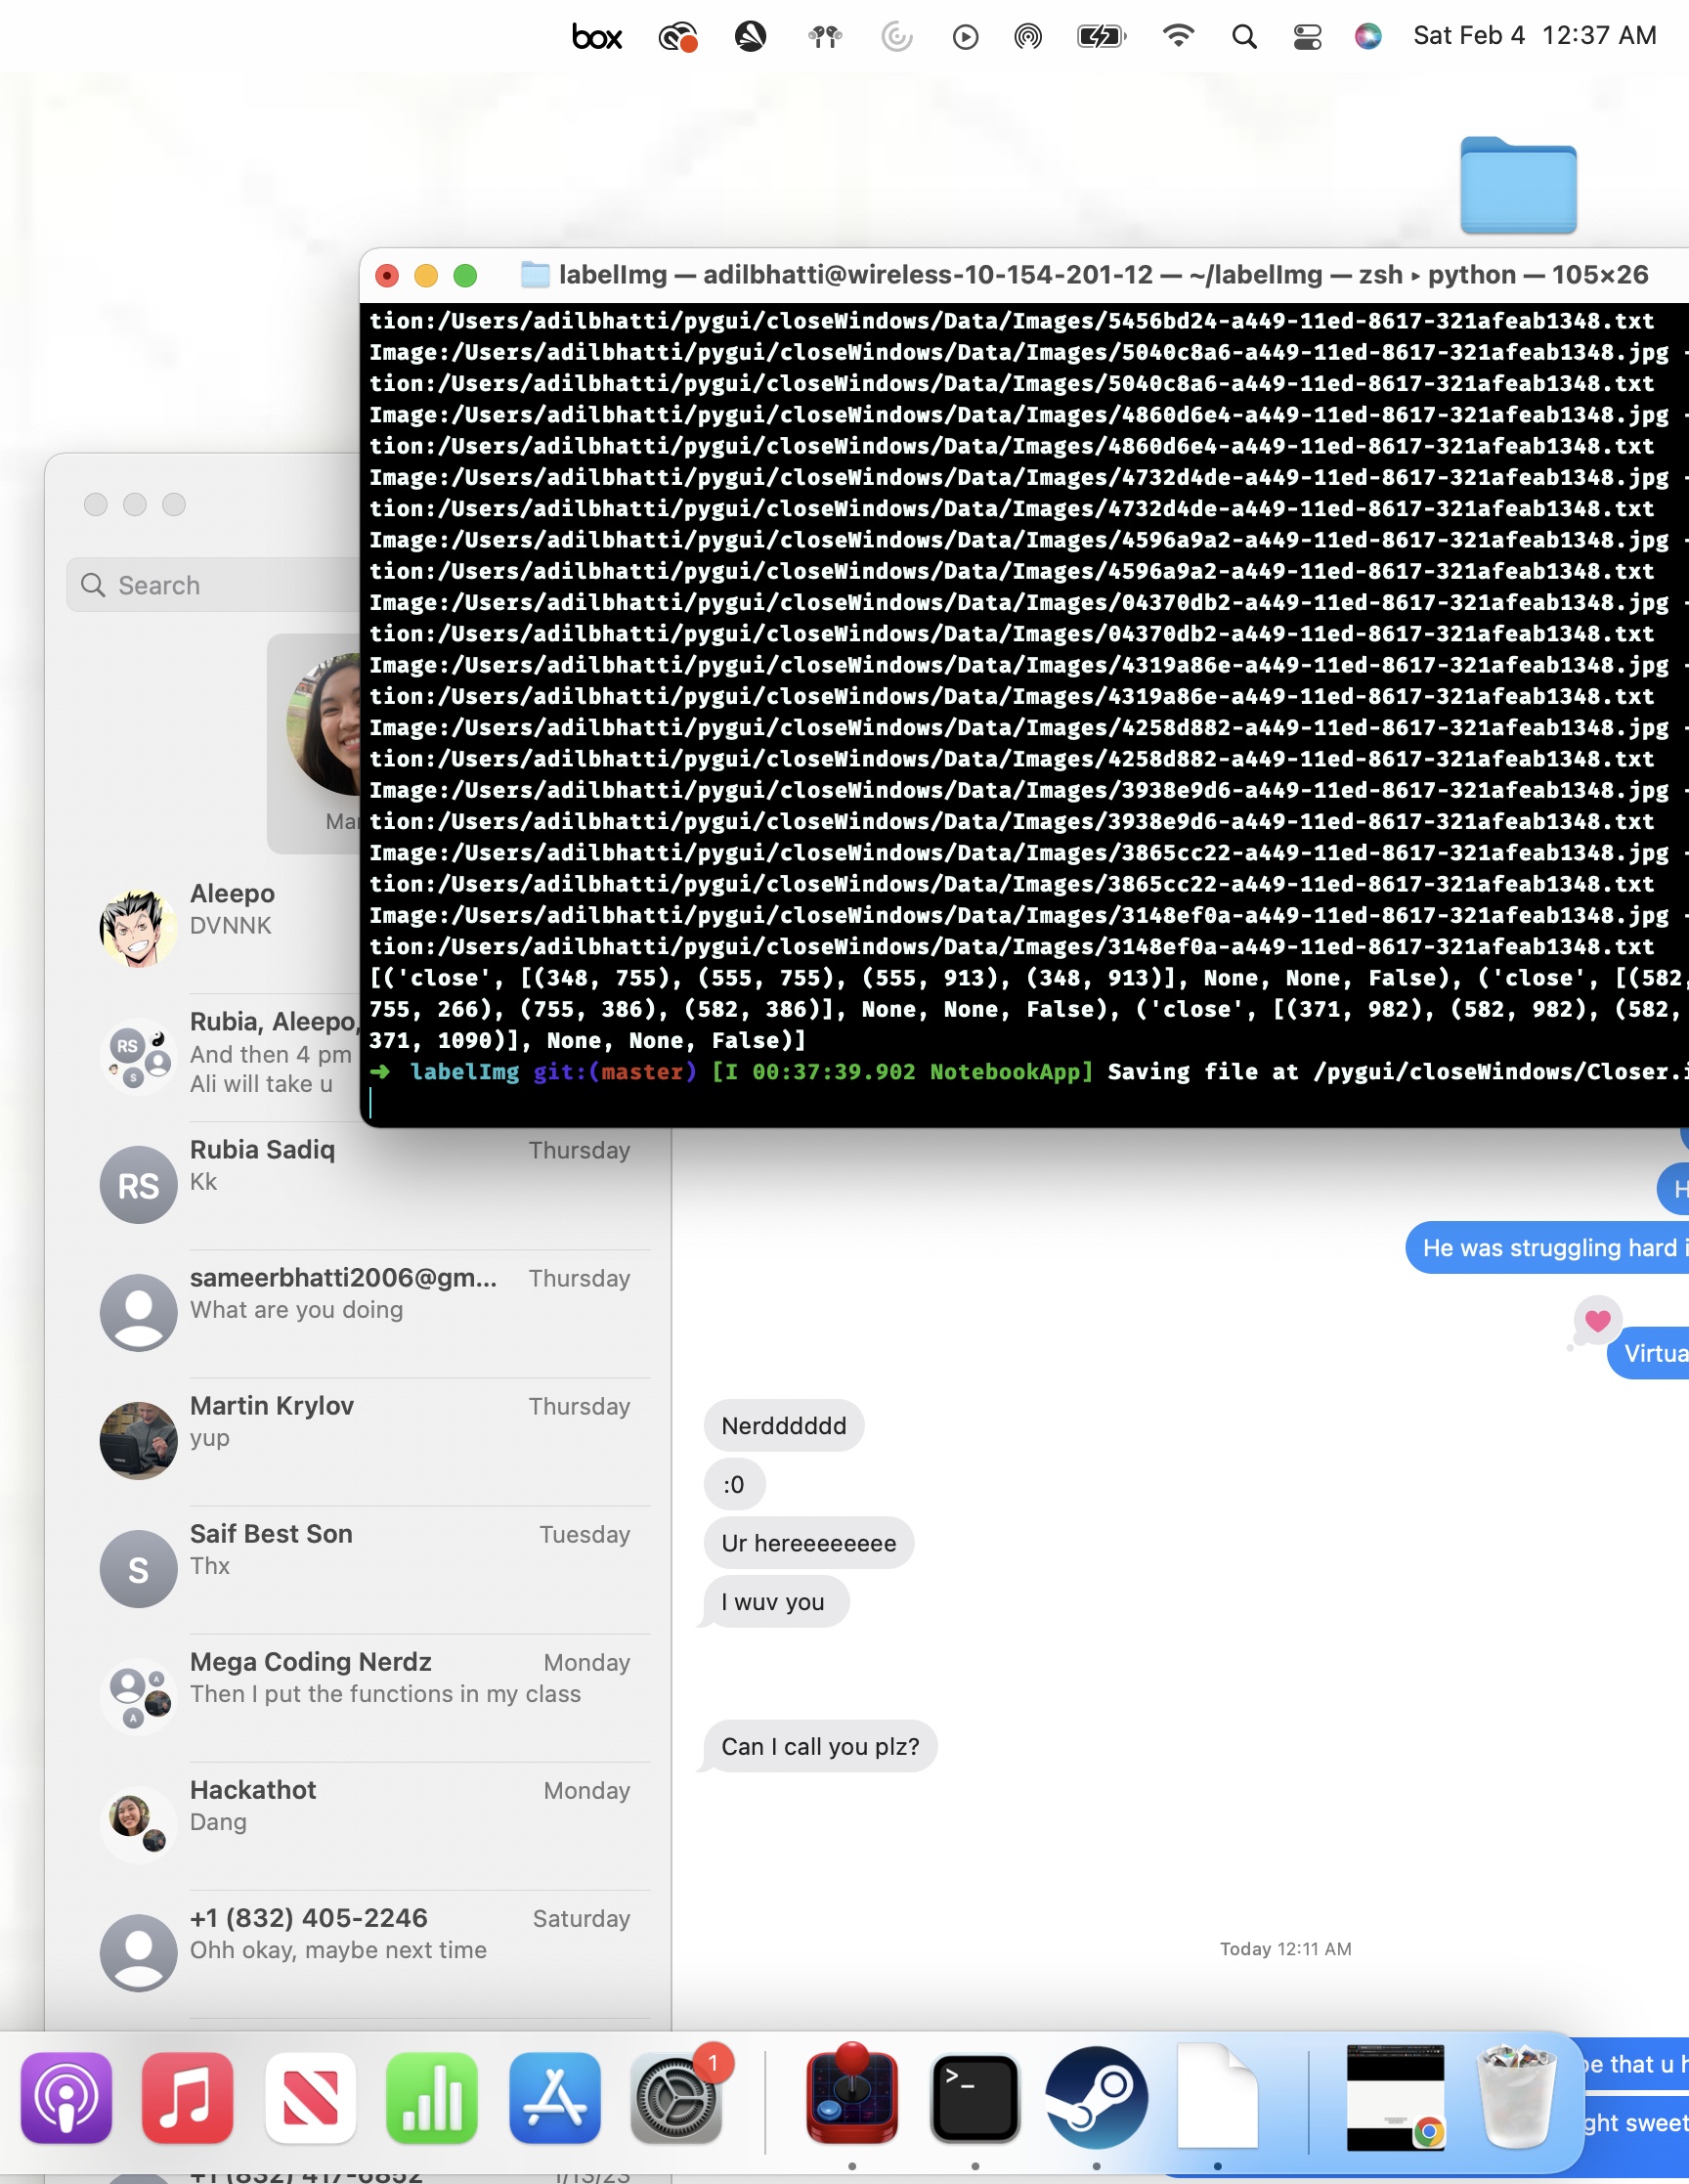 box
Sat Feb 4 12:37 AM
labelImg — adilbhatti@wireless-10-154-201-12 — ~/labelImg — zsh ▸ python — 105×26
tion:/Users/adilbhatti/pygui/closeWindows/Data/Images/5456bd24-a449-11ed-8617-321afeab1348.txt
Image:/Users/adilbhatti/pygui/closeWindows/Data/Images/5040c8a6-a449-11ed-8617-321afeab1348.jpg -
tion:/Users/adilbhatti/pygui/closeWindows/Data/Images/5040c8a6-a449-11ed-8617-321afeab1348.txt
Image:/Users/adilbhatti/pygui/closeWindows/Data/Images/4860d6e4-a449-11ed-8617-321afeab1348.jpg -
tion:/Users/adilbhatti/pygui/closeWindows/Data/Images/4860d6e4-a449-11ed-8617-321afeab1348.txt
Image:/Users/adilbhatti/pygui/closeWindows/Data/Images/4732d4de-a449-11ed-8617-321afeab1348.jpg -
tion:/Users/adilbhatti/pygui/closeWindows/Data/Images/4732d4de-a449-11ed-8617-321afeab1348.txt
Image:/Users/adilbhatti/pygui/closeWindows/Data/Images/4596a9a2-a449-11ed-8617-321afeab1348.jpg -
tion:/Users/adilbhatti/pygui/closeWindows/Data/Images/4596a9a2-a449-11ed-8617-321afeab1348.txt
Image:/Users/adilbhatti/pygui/closeWindows/Data/Images/04370db2-a449-11ed-8617-321afeab1348.jpg -
tion:/Users/adilbhatti/pygui/closeWindows/Data/Images/04370db2-a449-11ed-8617-321afeab1348.txt
Image:/Users/adilbhatti/pygui/closeWindows/Data/Images/4319a86e-a449-11ed-8617-321afeab1348.jpg -
tion:/Users/adilbhatti/pygui/closeWindows/Data/Images/4319a86e-a449-11ed-8617-321afeab1348.txt
Image:/Users/adilbhatti/pygui/closeWindows/Data/Images/4258d882-a449-11ed-8617-321afeab1348.jpg -
tion:/Users/adilbhatti/pygui/closeWindows/Data/Images/4258d882-a449-11ed-8617-321afeab1348.txt
Image:/Users/adilbhatti/pygui/closeWindows/Data/Images/3938e9d6-a449-11ed-8617-321afeab1348.jpg -
tion:/Users/adilbhatti/pygui/closeWindows/Data/Images/3938e9d6-a449-11ed-8617-321afeab1348.txt
Image:/Users/adilbhatti/pygui/closeWindows/Data/Images/3865cc22-a449-11ed-8617-321afeab1348.jpg -
tion:/Users/adilbhatti/pygui/closeWindows/Data/Images/3865cc22-a449-11ed-8617-321afeab1348.txt
Image:/Users/adilbhatti/pygui/closeWindows/Data/Images/3148ef0a-a449-11ed-8617-321afeab1348.jpg -
tion:/Users/adilbhatti/pygui/closeWindows/Data/Images/3148ef0a-a449-11ed-8617-321afeab1348.txt
[('close', [(348, 755), (555, 755), (555, 913), (348, 913)], None, None, False), ('close', [(582,
755, 266), (755, 386), (582, 386)], None, None, False), ('close', [(371, 982), (582, 982), (582,
371, 1090)], None, None, False)]
➜ labelImg git:(master) [I 00:37:39.902 NotebookApp] Saving file at /pygui/closeWindows/Closer.i
Search
Mar
Aleepo
DVNNK
Rubia, Aleepo,
And then 4 pm
Ali will take u
RS
S
Rubia Sadiq Thursday
RS
Kk
sameerbhatti2006@gm... Thursday
What are you doing
Martin Krylov Thursday
yup
Saif Best Son Tuesday
S
Thx
Mega Coding Nerdz Monday
Then I put the functions in my class
A
A
Hackathot Monday
Dang
+1 (832) 405-2246 Saturday
Ohh okay, maybe next time
+1 (832) 417-6852 1/13/23
H
He was struggling hard i
Virtua
Nerdddddd
:0
Ur hereeeeeeee
I wuv you
Can I call you plz?
Today 12:11 AM
pe that u h
ght sweet
1
>_